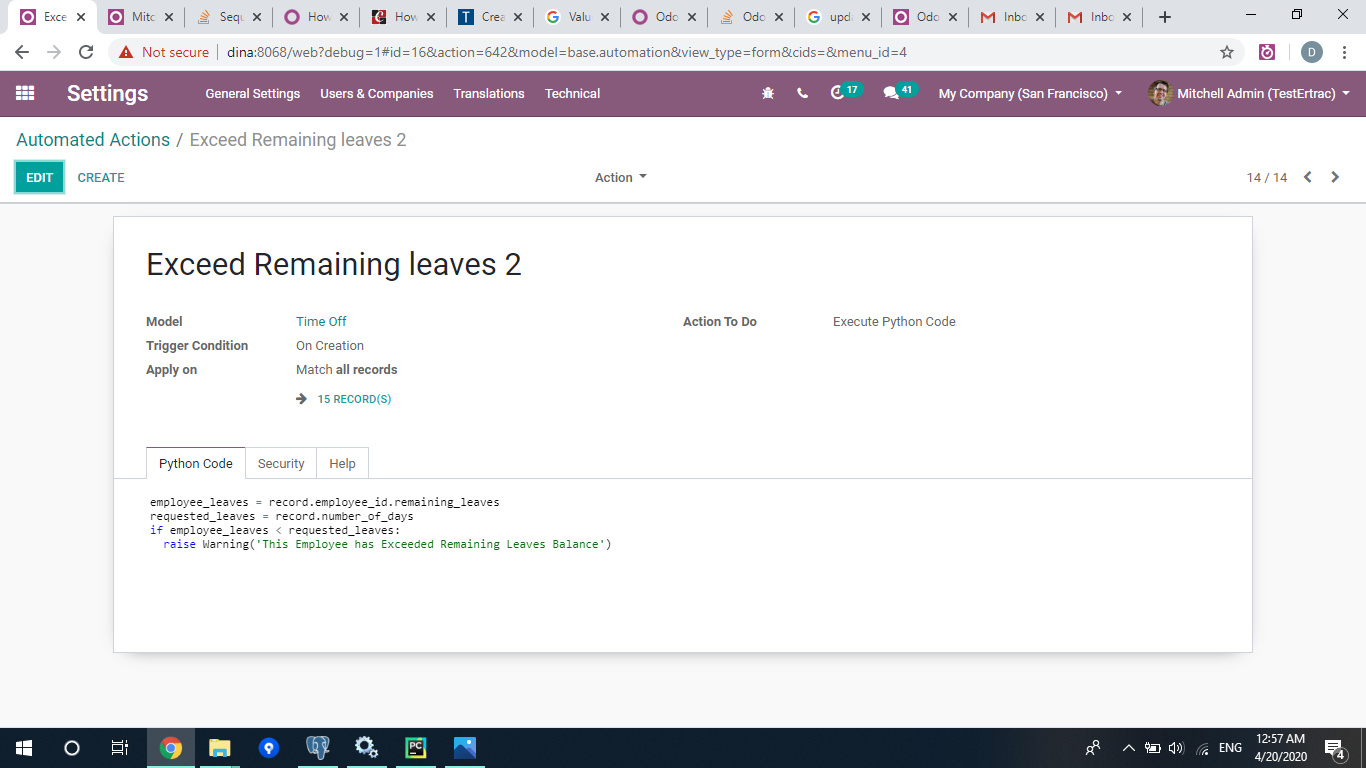 Exce
Mitc
Sequ
How
How
Crea
Valu
Odo
Odo
upd
Odo
Inbo
Inbc
Not secure
dina:8068/web?debug=1#id=16&action=642&model=base.automation&view_type=form&cids=&menu_id=4
D
Settings
General Settings
Users & Companies
Translations
Technical
17
41
My Company (San Francisco)
Mitchell Admin (TestErtrac)
Automated Actions / Exceed Remaining leaves 2
EDIT
CREATE
Action
14 / 14
Exceed Remaining leaves 2
Model
Time Off
Action To Do
Execute Python Code
Trigger Condition
On Creation
Apply on
Match all records
15 RECORD(S)
Python Code
Security
Help
employee_leaves = record.employee_id.remaining_leaves
requested_leaves = record.number_of_days
if employee_leaves < requested_leaves:
raise Warning('This Employee has Exceeded Remaining Leaves Balance')
PC
ENG
12:57 AM
4/20/2020
4